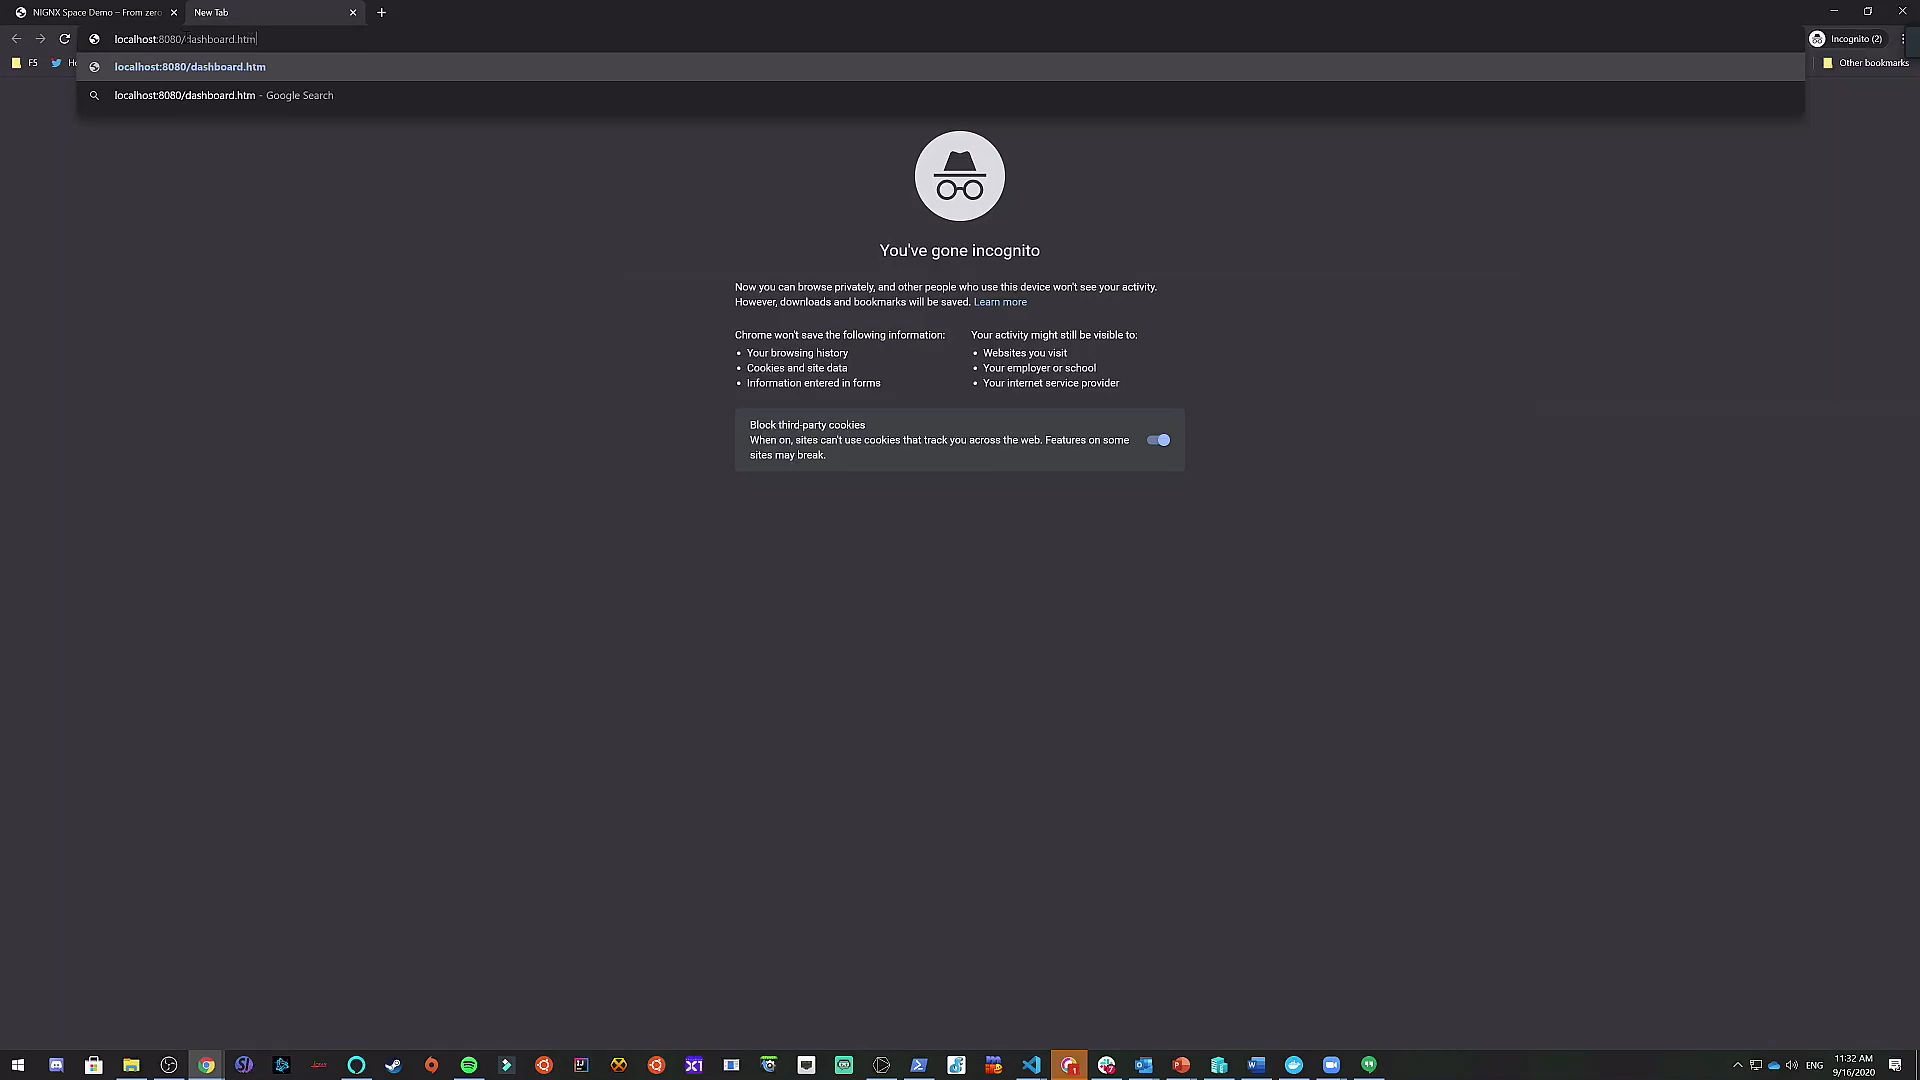 NIGNX Space Demo – From zero
New Tab
localhost:8080/dashboard.htm
Incognito (2)
F5
Other bookmarks
localhost:8080/dashboard.htm
localhost:8080/dashboard.htm - Google Search
You've gone incognito
Now you can browse privately, and other people who use this device won't see your activity.
However, downloads and bookmarks will be saved. Learn more
Chrome won't save the following information:
• Your browsing history
• Cookies and site data
• Information entered in forms
Your activity might still be visible to:
• Websites you visit
• Your employer or school
• Your internet service provider
Block third-party cookies
When on, sites can't use cookies that track you across the web. Features on some
sites may break.
ENG
11:32 AM
9/16/2020